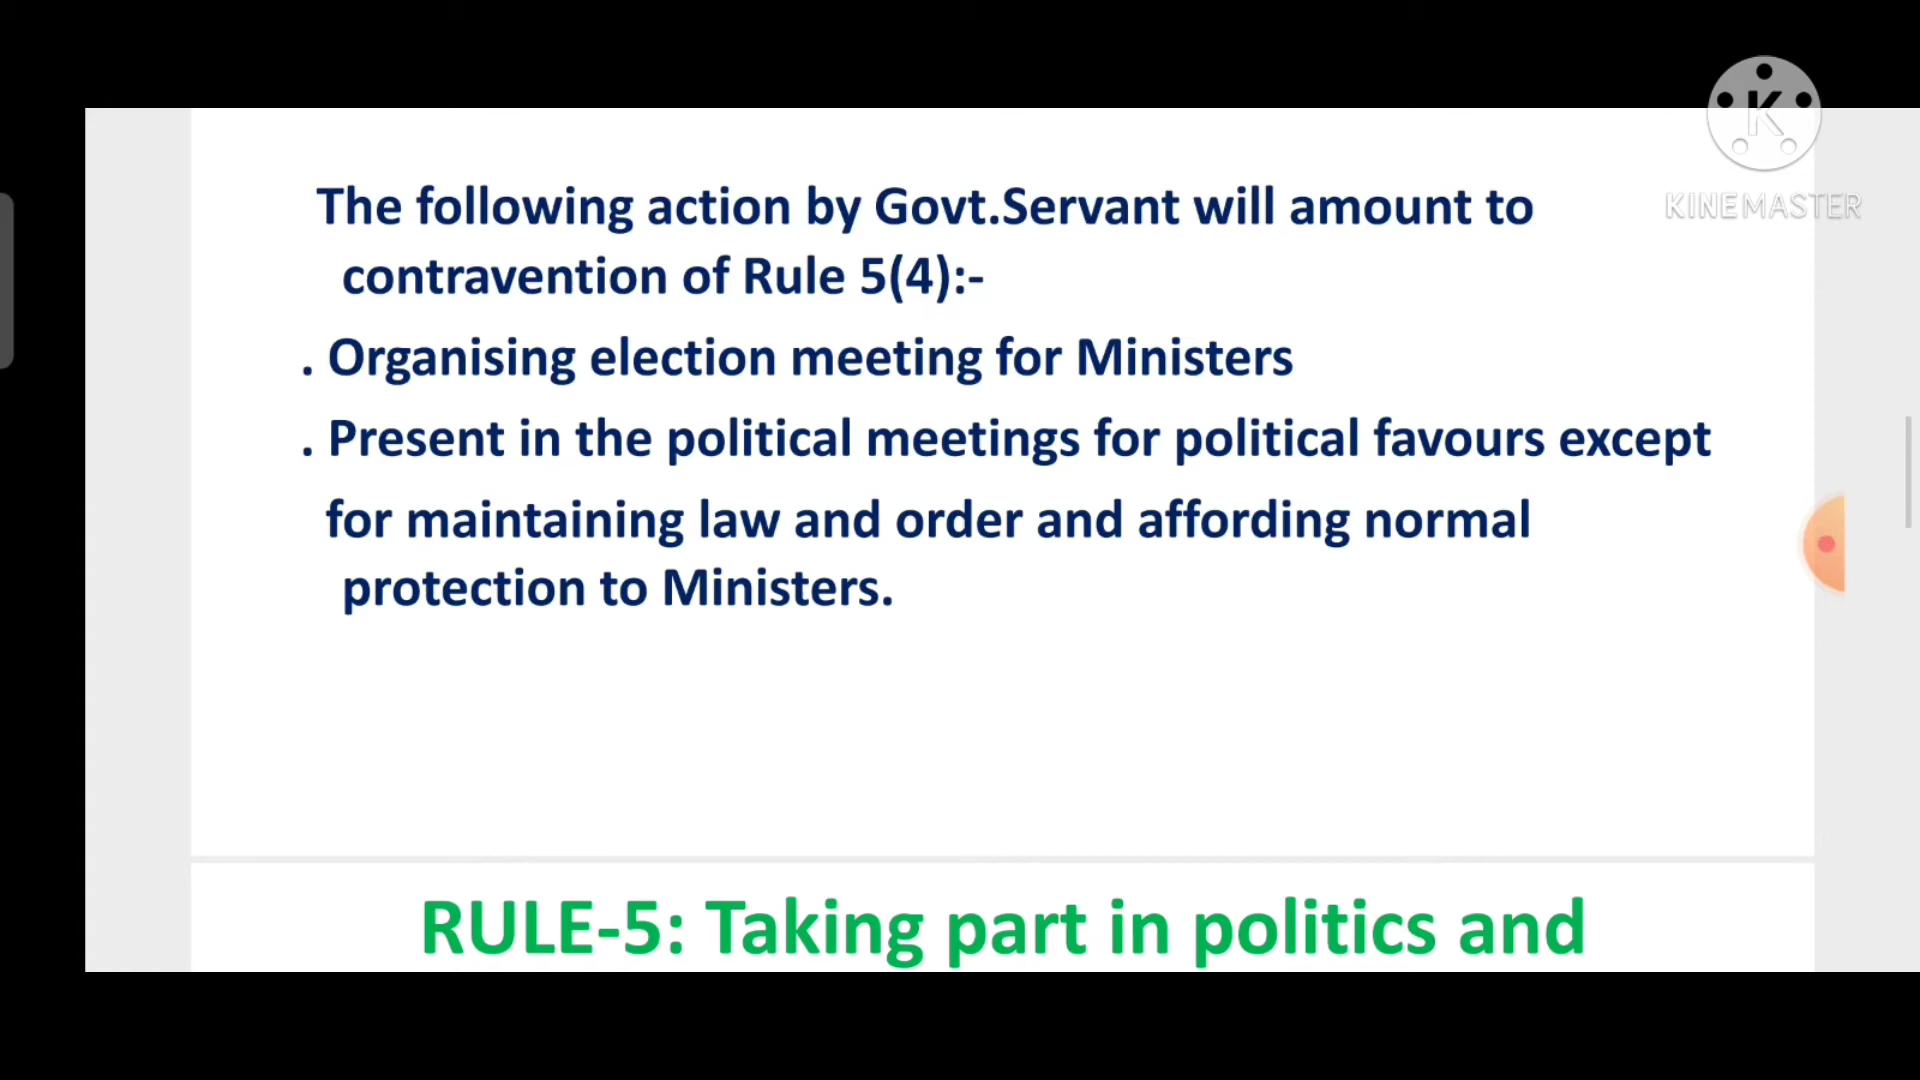 K
KINEMASTER
The following action by Govt.Servant will amount to
contravention of Rule 5(4):-
. Organising election meeting for Ministers
. Present in the political meetings for political favours except
for maintaining law and order and affording normal
protection to Ministers.
RULE-5: Taking part in politics and